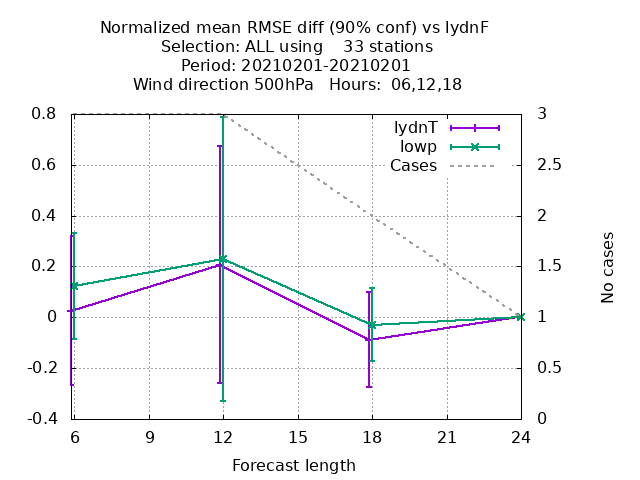 Normalized mean RMSE diff (90% conf) vs lydnF
Selection: ALL using    33 stations
Period: 20210201-20210201
Wind direction 500hPa   Hours:  06,12,18
lydnT
lowp
Cases
0.8
0.6
0.4
0.2
0
-0.2
-0.4
3
2.5
2
1.5
1
0.5
0
No cases
6 9 12 15 18 21 24
Forecast length